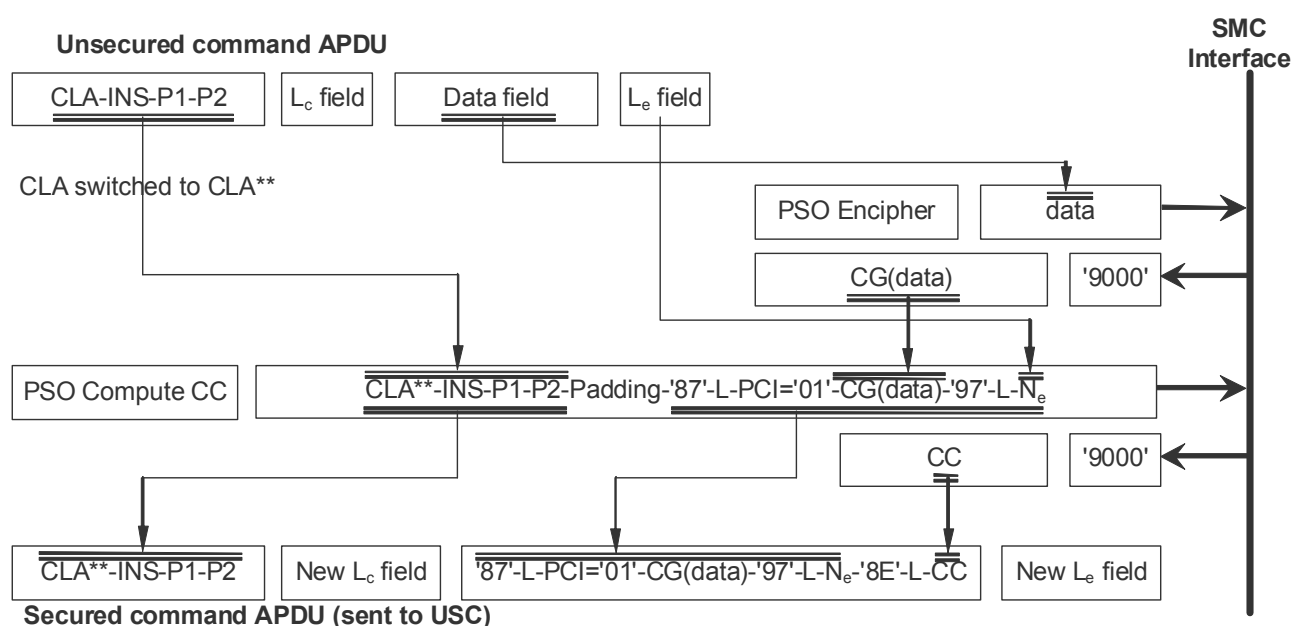 SMC
Interface
Unsecured command APDU
CLA-INS-P1-P2 Lc field Data field Le field
CLA switched to CLA**
PSO Encipher data
CG(data) '9000'
PSO Compute CC CLA**-INS-P1-P2-Padding-'87'-L-PCI='01'-CG(data)-'97'-L-Ne
CC '9000'
CLA**-INS-P1-P2 New Lc field '87'-L-PCI='01'-CG(data)-'97'-L-Ne-'8E'-L-CC New Le field
Secured command APDU (sent to USC)